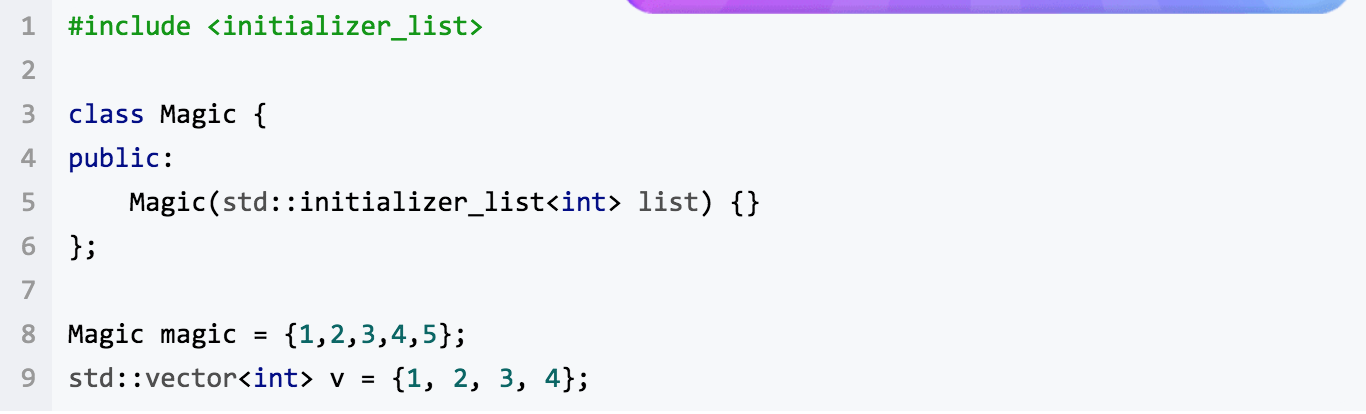 1 #include <initializer_list>
2
3 class Magic {
4 public:
5     Magic(std::initializer_list<int> list) {}
6 };
7
8 Magic magic = {1,2,3,4,5};
9 std::vector<int> v = {1, 2, 3, 4};